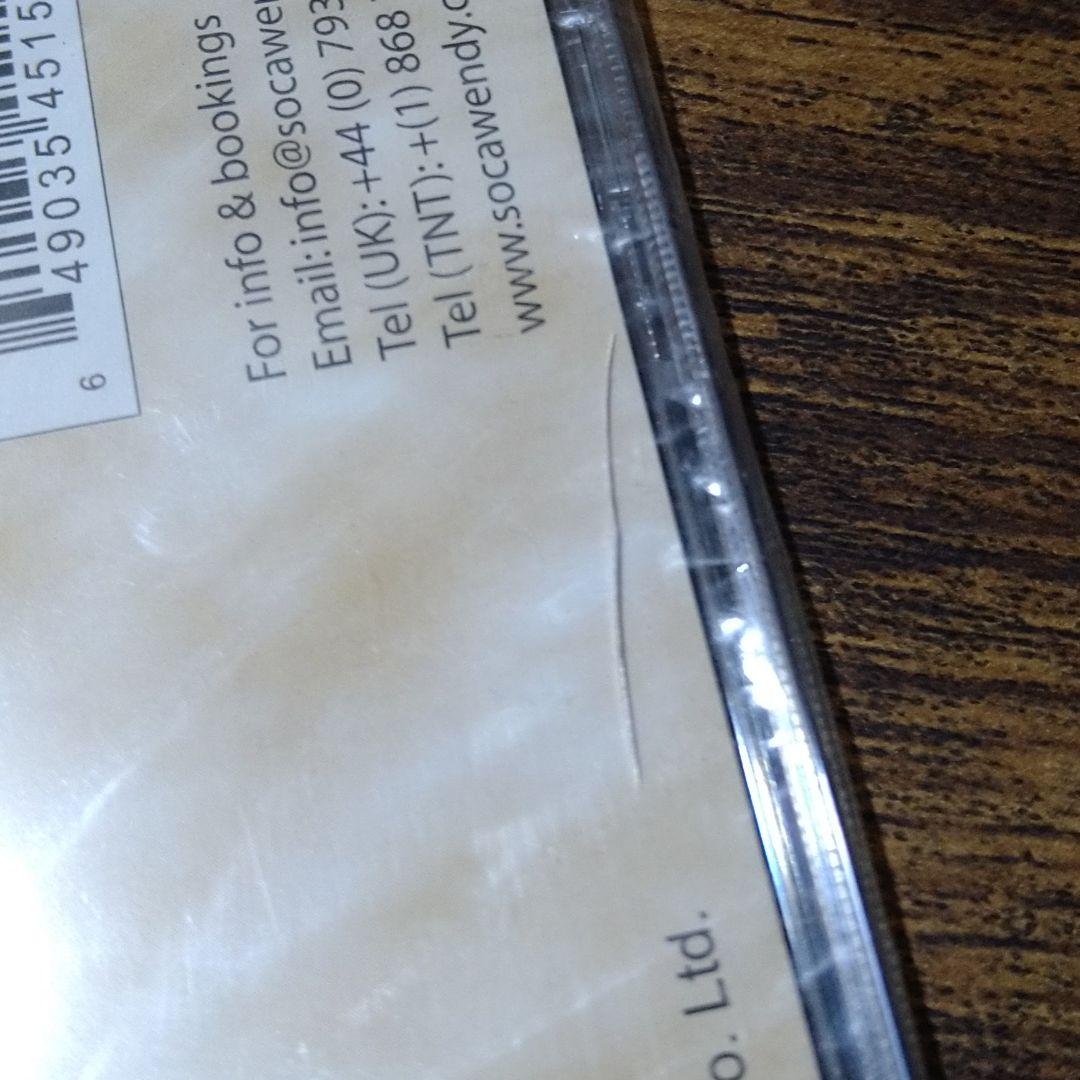 6 49035 4515
For info & bookings
Email: info@socawe
Tel (UK): +44 (0) 793
Tel (TNT): +(1) 868
www.socawendy.c
o. Ltd.